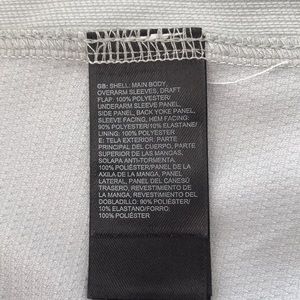 GB: SHELL: MAIN BODY,
OVERARM SLEEVES, DRAFT
FLAP: 100% POLYESTER/
UNDERARM SLEEVE PANEL,
SIDE PANEL, BACK YOKE PANEL,
SLEEVE FACING, HEM FACING:
90% POLYESTER/10% ELASTANE/
LINING: 100% POLYESTER.
E: TELA EXTERIOR: PARTE
PRINCIPAL DEL CUERPO, PARTE
SUPERIOR DE LAS MANGAS,
SOLAPA ANTI-TORMENTA:
100% POLIÉSTER/PANEL DE LA
AXILA DE LA MANGA, PANEL
LATERAL, PANEL DEL CANESÚ
TRASERO, REVESTIMIENTO DE LA
MANGA, REVESTIMIENTO DEL
DOBLADILLO: 90% POLIÉSTER/
10% ELASTANO/FORRO:
100% POLIÉSTER